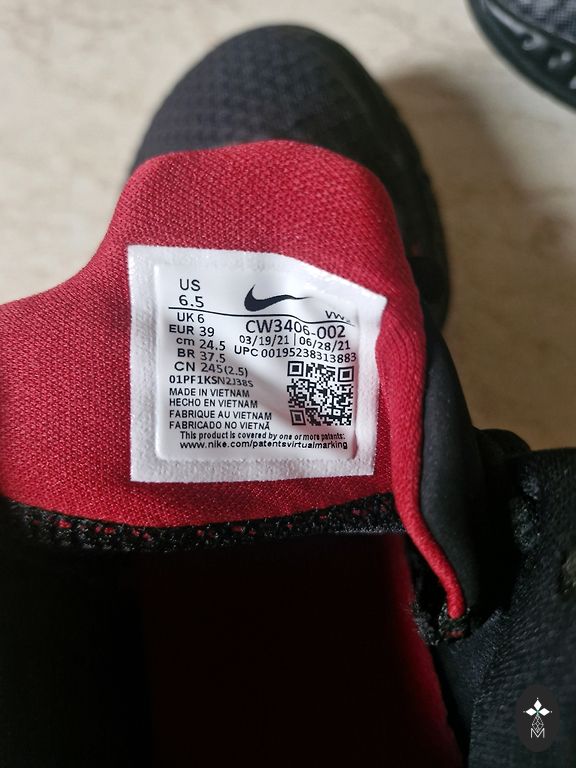 US
6.5
UK 6
EUR 39
cm 24.5
BR 37.5
CN 245(2.5)
VW
CW3406-002
03/19/21 | 06/28/21
UPC 00195238313883
MADE IN VIETNAM
HECHO EN VIETNAM
FABRIQUE AU VIETNAM
FABRICADO NO VIETNÃ
This product is covered by one or more patents:
www.nike.com/patentsvirtualmarking
M